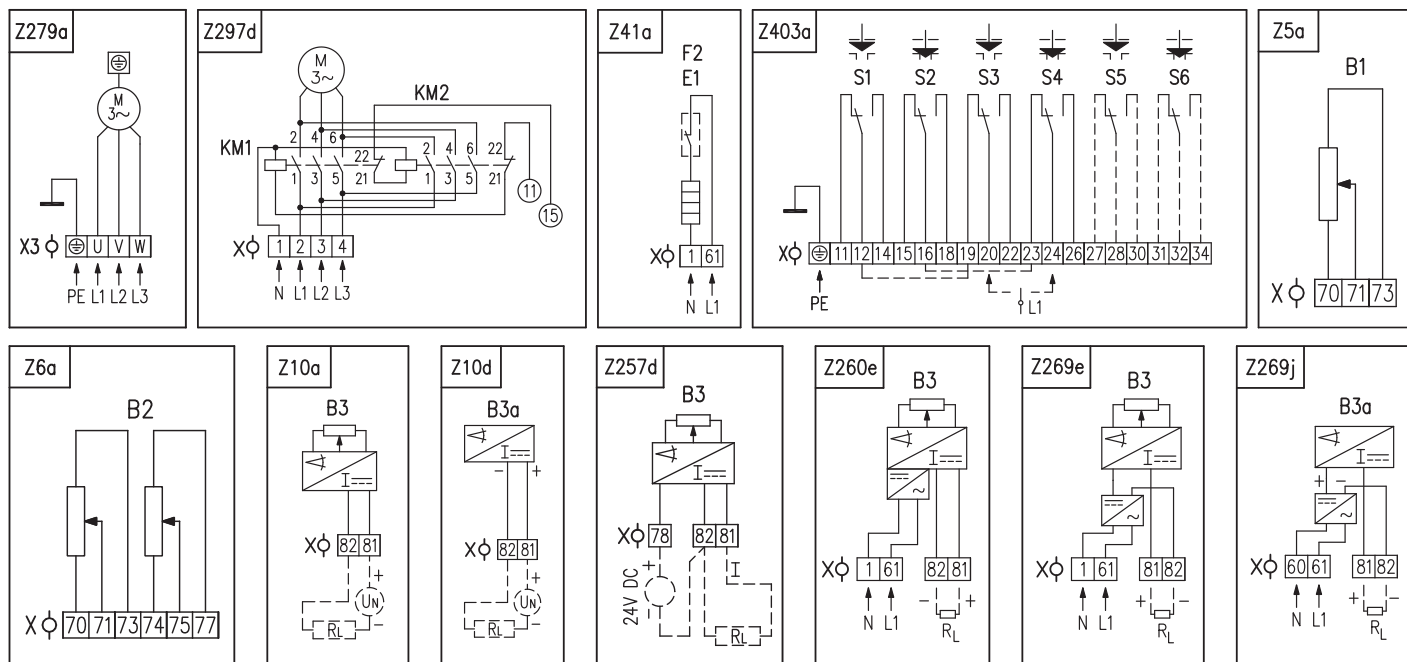 Z279a
M
3~
X3
U V W
PE L1 L2 L3
Z297d
M
3~
KM2
2 4 6
KM1
22
2 4 6 22
1 3 5 21
1 3 5 21
11
15
X
1 2 3 4
N L1 L2 L3
Z41a
F2
E1
X
1 61
N L1
Z403a
S1 S2 S3 S4 S5 S6
X
11 12 14 15 16 18 19 20 22 23 24 26 27 28 30 31 32 34
PE
L1
Z5a
B1
X
70 71 73
Z6a
B2
X
70 71 73 74 75 77
Z10a
B3
I
X
82 81
+
UN
−
RL
Z10d
B3a
I
− +
X
82 81
+
UN
−
RL
Z257d
B3
I
X
78 82 81
+
24V DC
−
I
RL
Z260e
B3
I
~
X
1 61 82 81
− +
N L1 RL
Z269e
B3
I
~
X
1 61 81 82
+ −
N L1 RL
Z269j
B3a
I
+ −
~
X
60 61 81 82
+ −
N L1 RL